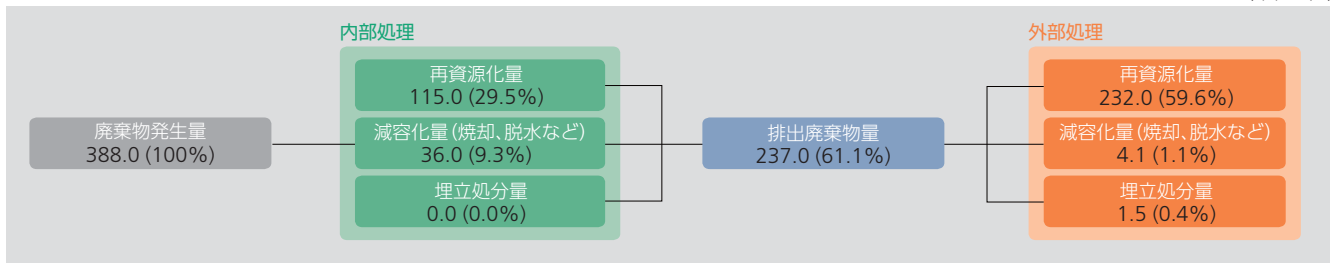 内部処理
外部処理
再資源化量
115.0 (29.5%)
再資源化量
232.0 (59.6%)
廃棄物発生量
388.0 (100%)
減容化量(焼却、脱水など)
36.0 (9.3%)
排出廃棄物量
237.0 (61.1%)
減容化量(焼却、脱水など)
4.1 (1.1%)
埋立処分量
0.0 (0.0%)
埋立処分量
1.5 (0.4%)